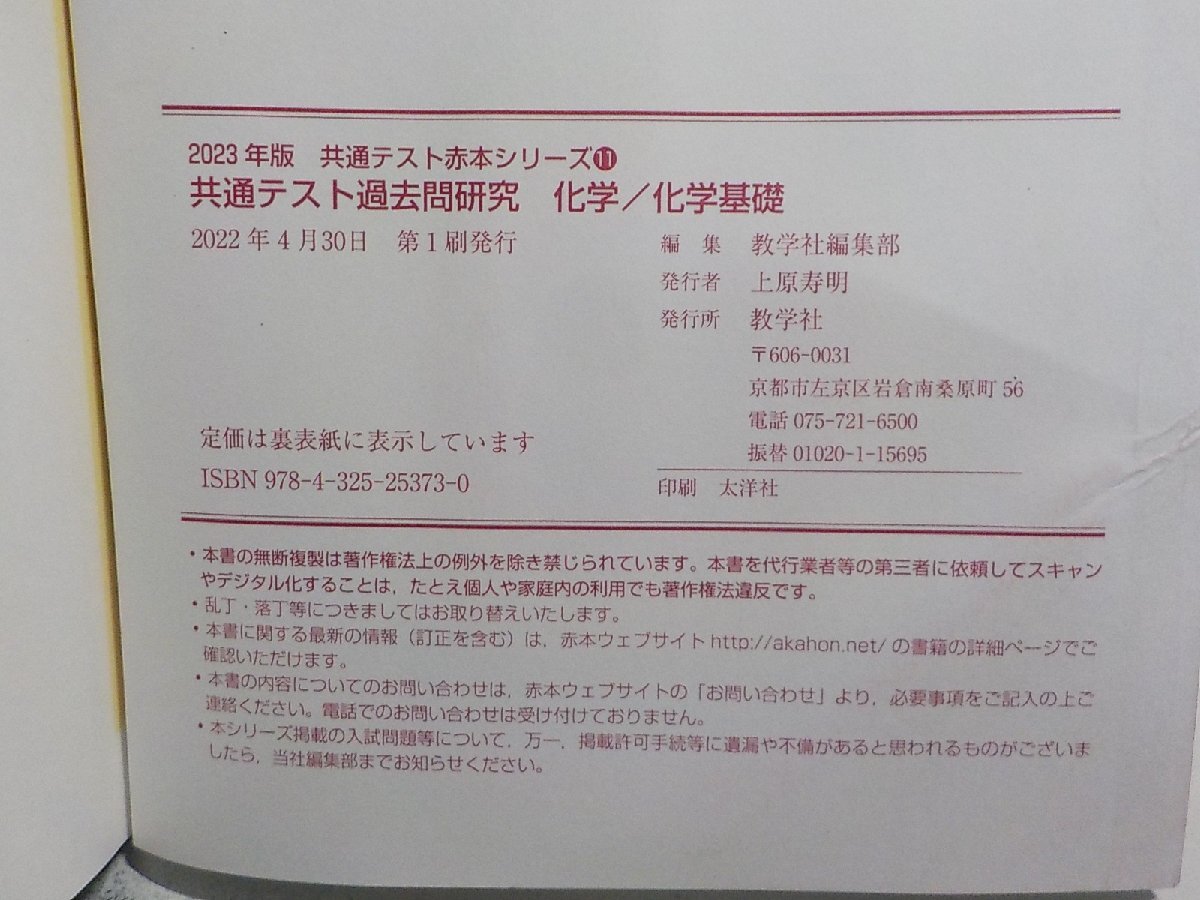 2023年版　共通テスト赤本シリーズ⓫
共通テスト過去問研究　化学／化学基礎
2022年4月30日　第1刷発行
編　集　教学社編集部
発行者　上原寿明
発行所　教学社
〒606-0031
京都市左京区岩倉南桑原町56
電話 075-721-6500
振替 01020-1-15695
定価は裏表紙に表示しています
ISBN 978-4-325-25373-0
印刷　太洋社
・本書の無断複製は著作権法上の例外を除き禁じられています。本書を代行業者等の第三者に依頼してスキャン
やデジタル化することは，たとえ個人や家庭内の利用でも著作権法違反です。
・乱丁・落丁等につきましてはお取り替えいたします。
・本書に関する最新の情報（訂正を含む）は，赤本ウェブサイト http://akahon.net/ の書籍の詳細ページでご
確認いただけます。
・本書の内容についてのお問い合わせは，赤本ウェブサイトの「お問い合わせ」より，必要事項をご記入の上ご
連絡ください。電話でのお問い合わせは受け付けておりません。
・本シリーズ掲載の入試問題等について，万一，掲載許可手続等に遺漏や不備があると思われるものがございま
したら，当社編集部までお知らせください。